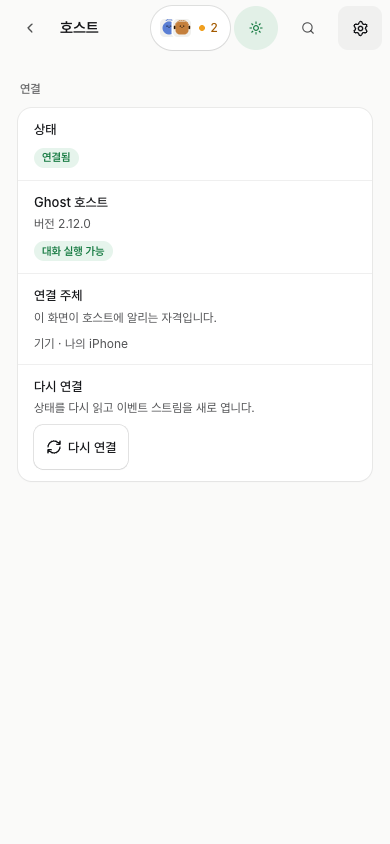 호스트
2
연결
상태
연결됨
Ghost 호스트
버전 2.12.0
대화 실행 가능
연결 주체
이 화면이 호스트에 알리는 자격입니다.
기기 · 나의 iPhone
다시 연결
상태를 다시 읽고 이벤트 스트림을 새로 엽니다.
다시 연결